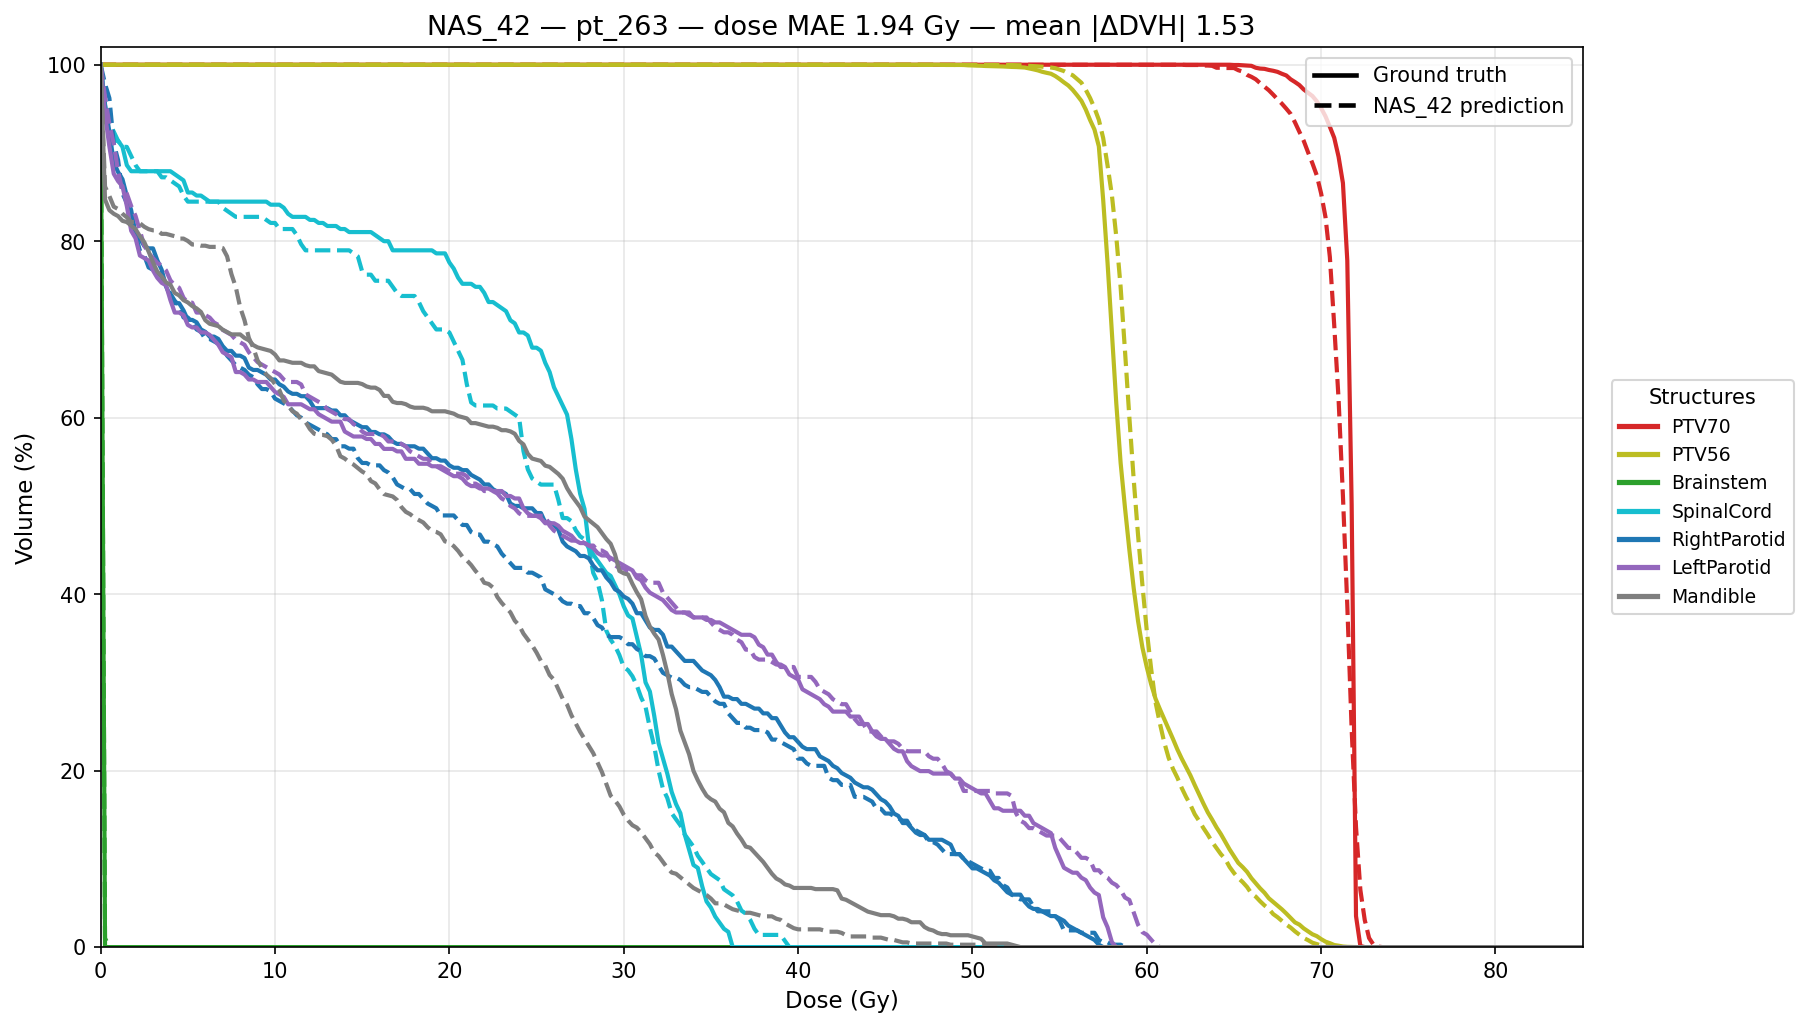 NAS_42 — pt_263 — dose MAE 1.94 Gy — mean |ΔDVH| 1.53
Ground truth
NAS_42 prediction
Volume (%)
100
80
60
40
20
0
0 10 20 30 40 50 60 70 80
Dose (Gy)
Structures
PTV70
PTV56
Brainstem
SpinalCord
RightParotid
LeftParotid
Mandible